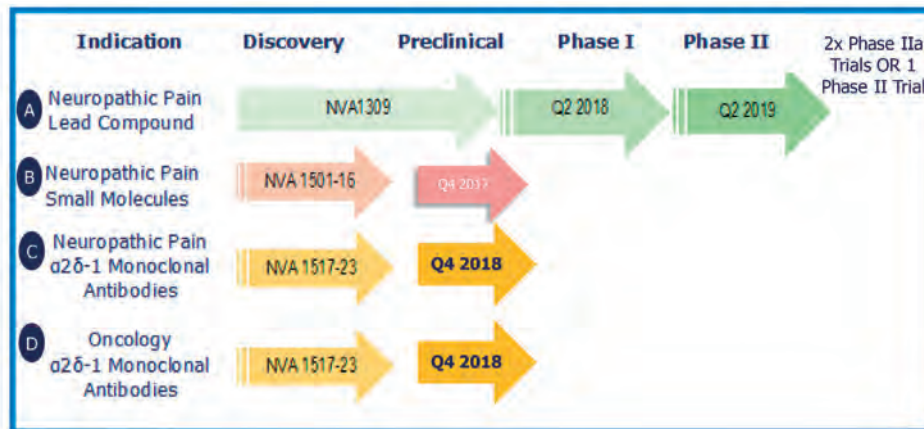 Indication Discovery Preclinical Phase I Phase II
2x Phase IIa
Trials OR 1
Phase II Trial
A Neuropathic Pain
Lead Compound
NVA1309 Q2 2018 Q2 2019
B Neuropathic Pain
Small Molecules
NVA 1501-16 Q4 2017
C Neuropathic Pain
α2δ-1 Monoclonal
Antibodies
NVA 1517-23 Q4 2018
D Oncology
α2δ-1 Monoclonal
Antibodies
NVA 1517-23 Q4 2018